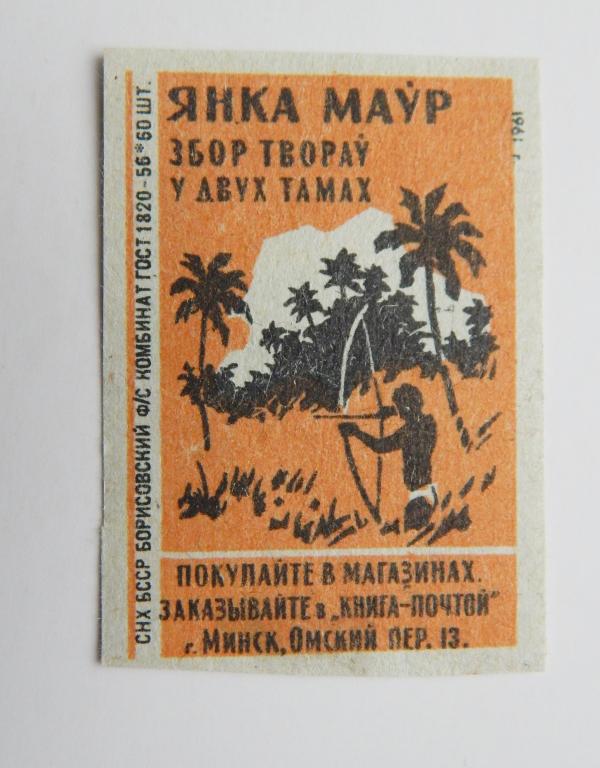 ЯНКА МАЎР
ЗБОР ТВОРАЎ
У ДВУХ ТАМАХ
1961
ПОКУПАЙТЕ В МАГАЗИНАХ.
ЗАКАЗЫВАЙТЕ в „КНИГА-ПОЧТОЙ"
г. МИНСК, ОМСКИЙ ПЕР. 13.
СНХ БССР БОРИСОВСКИЙ Ф/С КОМБИНАТ ГОСТ 1820-56*60 ШТ.